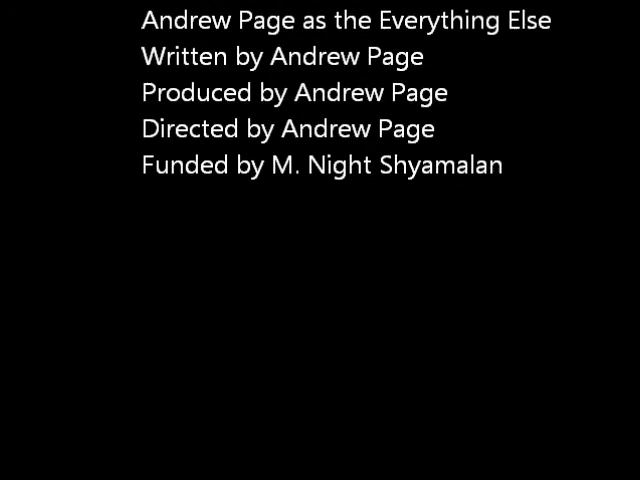 Andrew Page as the Everything Else
Written by Andrew Page
Produced by Andrew Page
Directed by Andrew Page
Funded by M. Night Shyamalan